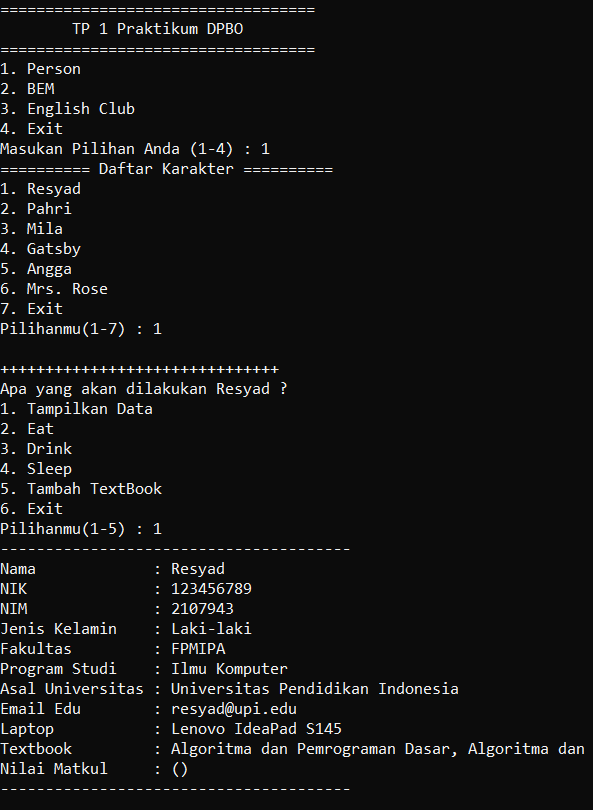 ===================================
TP 1 Praktikum DPBO
===================================
1. Person
2. BEM
3. English Club
4. Exit
Masukan Pilihan Anda (1-4) : 1
========== Daftar Karakter ==========
1. Resyad
2. Pahri
3. Mila
4. Gatsby
5. Angga
6. Mrs. Rose
7. Exit
Pilihanmu(1-7) : 1
+++++++++++++++++++++++++++++++
Apa yang akan dilakukan Resyad ?
1. Tampilkan Data
2. Eat
3. Drink
4. Sleep
5. Tambah TextBook
6. Exit
Pilihanmu(1-5) : 1
---------------------------------------
Nama             : Resyad
NIK              : 123456789
NIM              : 2107943
Jenis Kelamin    : Laki-laki
Fakultas         : FPMIPA
Program Studi    : Ilmu Komputer
Asal Universitas : Universitas Pendidikan Indonesia
Email Edu        : resyad@upi.edu
Laptop           : Lenovo IdeaPad S145
Textbook         : Algoritma dan Pemrograman Dasar, Algoritma dan
Nilai Matkul     : ()
---------------------------------------